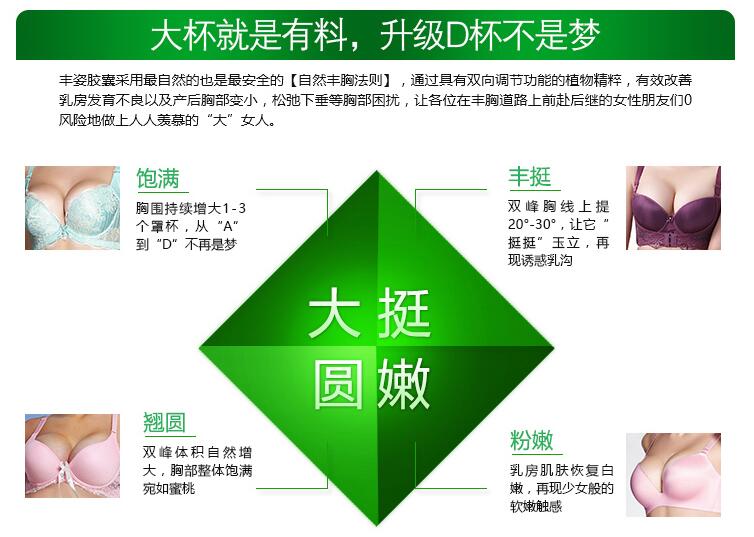 大杯就是有料，升级D杯不是梦
丰姿胶囊采用最自然的也是最安全的【自然丰胸法则】，通过具有双向调节功能的植物精粹，有效改善
乳房发育不良以及产后胸部变小，松弛下垂等胸部困扰，让各位在丰胸道路上前赴后继的女性朋友们0
风险地做上人人羡慕的“大”女人。
饱满
胸围持续增大1-3
个罩杯，从“A”
到“D”不再是梦
丰挺
双峰胸线上提
20°-30°，让它”
挺挺”玉立，再
现诱惑乳沟
大 挺
圆 嫩
翘圆
双峰体积自然增
大，胸部整体饱满
宛如蜜桃
粉嫩
乳房肌肤恢复白
嫩，再现少女般的
软嫩触感